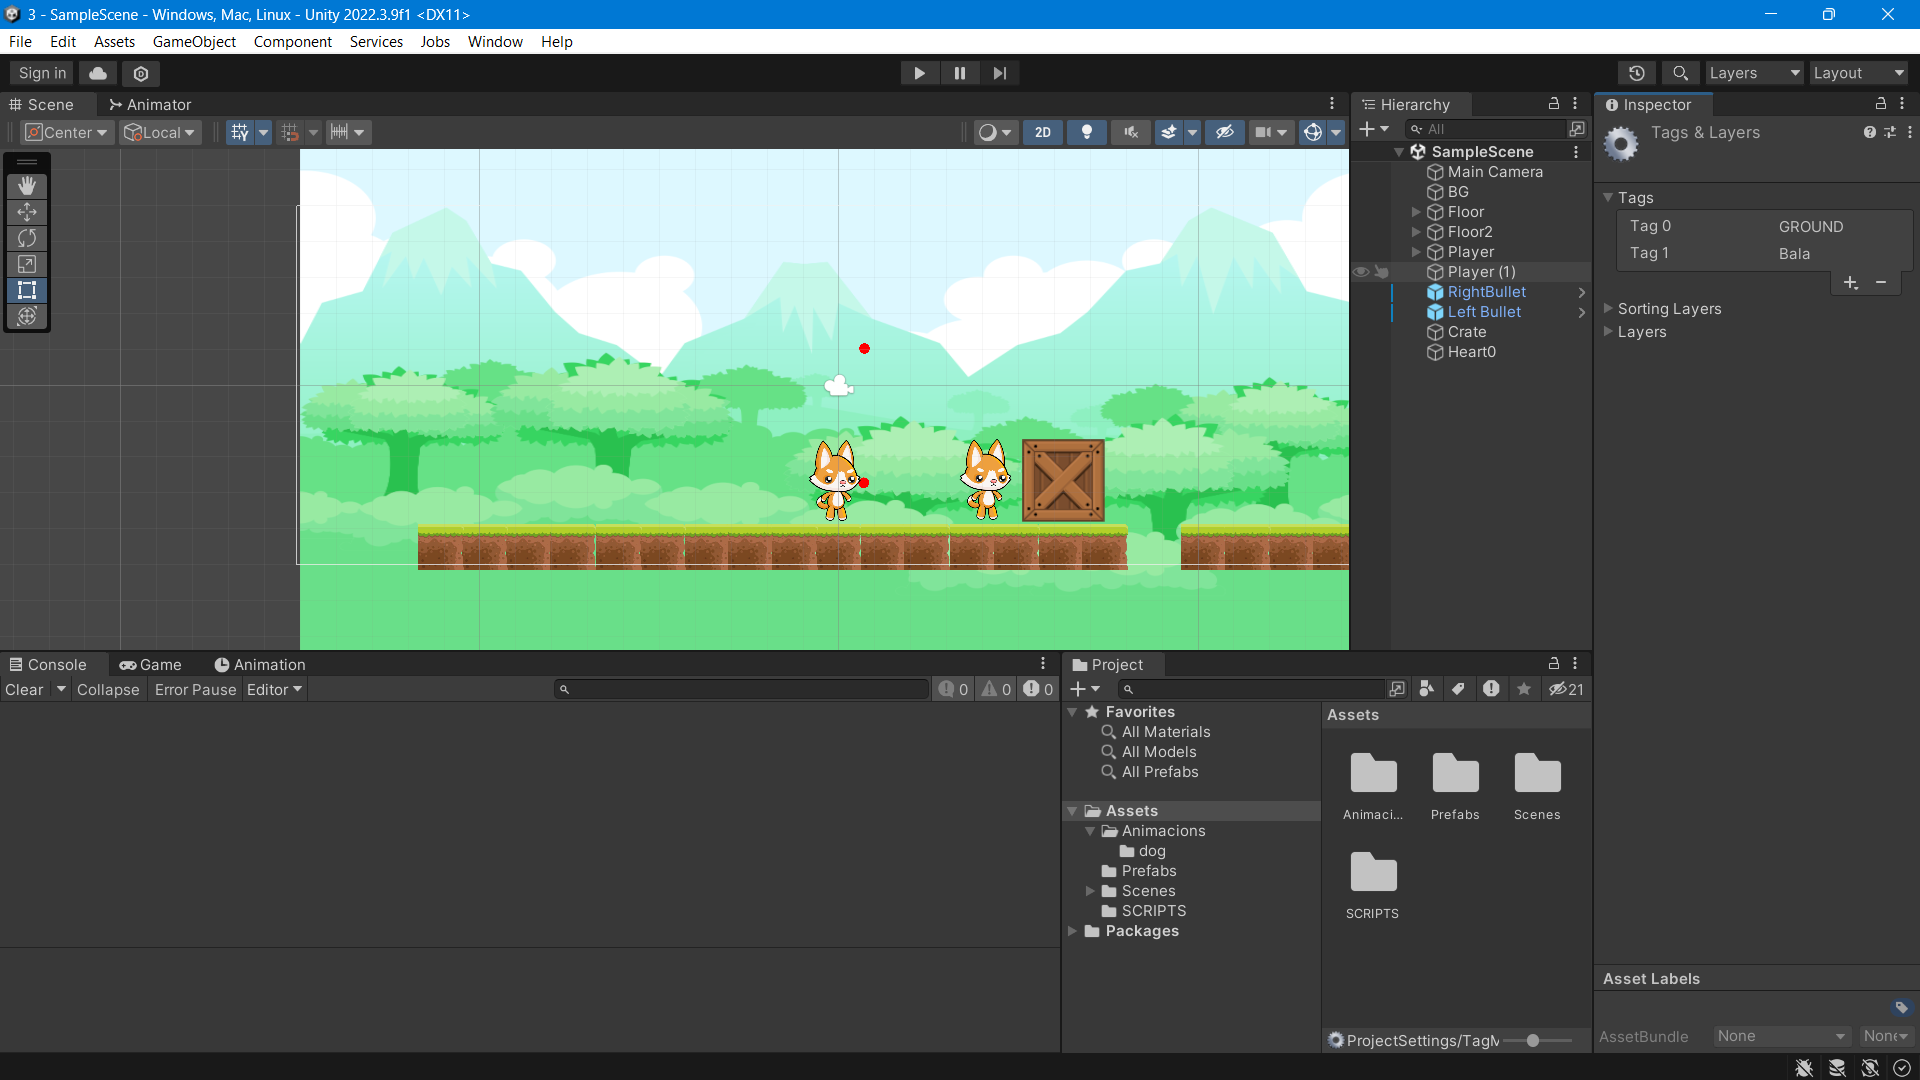 3 - SampleScene - Windows, Mac, Linux - Unity 2022.3.9f1 <DX11>
File Edit Assets GameObject Component Services Jobs Window Help
Sign in
Layers
Layout
Scene
Animator
Center
Local
2D
Hierarchy
All
SampleScene
Main Camera
BG
Floor
Floor2
Player
Player (1)
RightBullet
Left Bullet
Crate
Heart0
Inspector
Tags & Layers
Tags
Tag 0 GROUND
Tag 1 Bala
Sorting Layers
Layers
Console
Game
Animation
Clear
Collapse
Error Pause
Editor
0
0
0
Project
21
Favorites
All Materials
All Models
All Prefabs
Assets
Animacions
dog
Prefabs
Scenes
SCRIPTS
Packages
Assets
Animaci...
Prefabs
Scenes
SCRIPTS
ProjectSettings/TagM
Asset Labels
AssetBundle
None
None